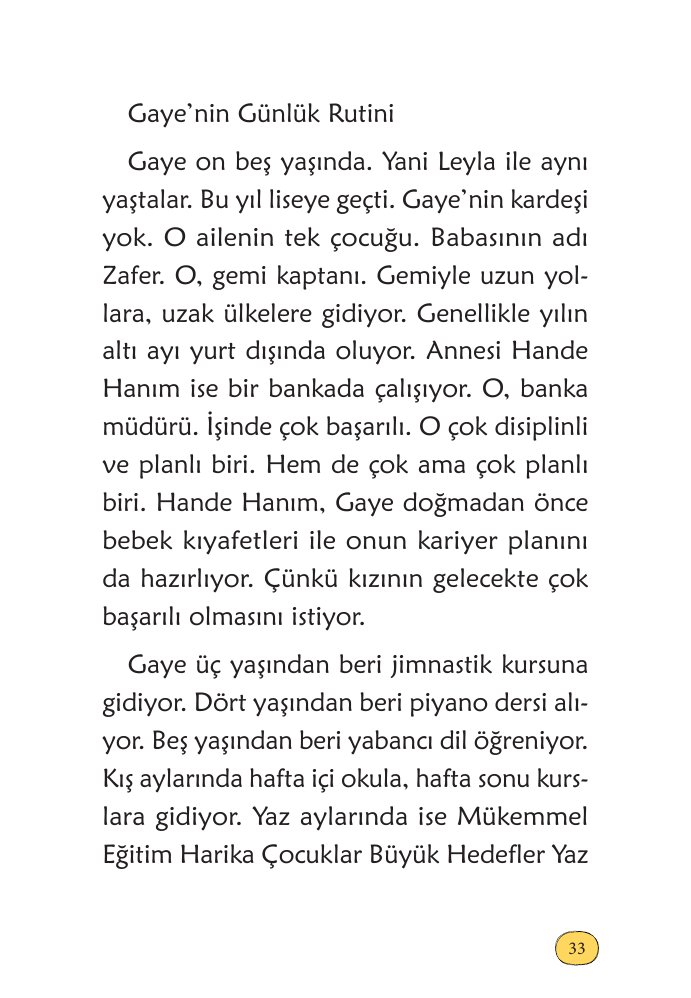 Gaye’nin Günlük Rutini
Gaye on beş yaşında. Yani Leyla ile aynı
yaştalar. Bu yıl liseye geçti. Gaye’nin kardeşi
yok. O ailenin tek çocuğu. Babasının adı
Zafer. O, gemi kaptanı. Gemiyle uzun yol-
lara, uzak ülkelere gidiyor. Genellikle yılın
altı ayı yurt dışında oluyor. Annesi Hande
Hanım ise bir bankada çalışıyor. O, banka
müdürü. İşinde çok başarılı. O çok disiplinli
ve planlı biri. Hem de çok ama çok planlı
biri. Hande Hanım, Gaye doğmadan önce
bebek kıyafetleri ile onun kariyer planını
da hazırlıyor. Çünkü kızının gelecekte çok
başarılı olmasını istiyor.
Gaye üç yaşından beri jimnastik kursuna
gidiyor. Dört yaşından beri piyano dersi alı-
yor. Beş yaşından beri yabancı dil öğreniyor.
Kış aylarında hafta içi okula, hafta sonu kurs-
lara gidiyor. Yaz aylarında ise Mükemmel
Eğitim Harika Çocuklar Büyük Hedefler Yaz
33